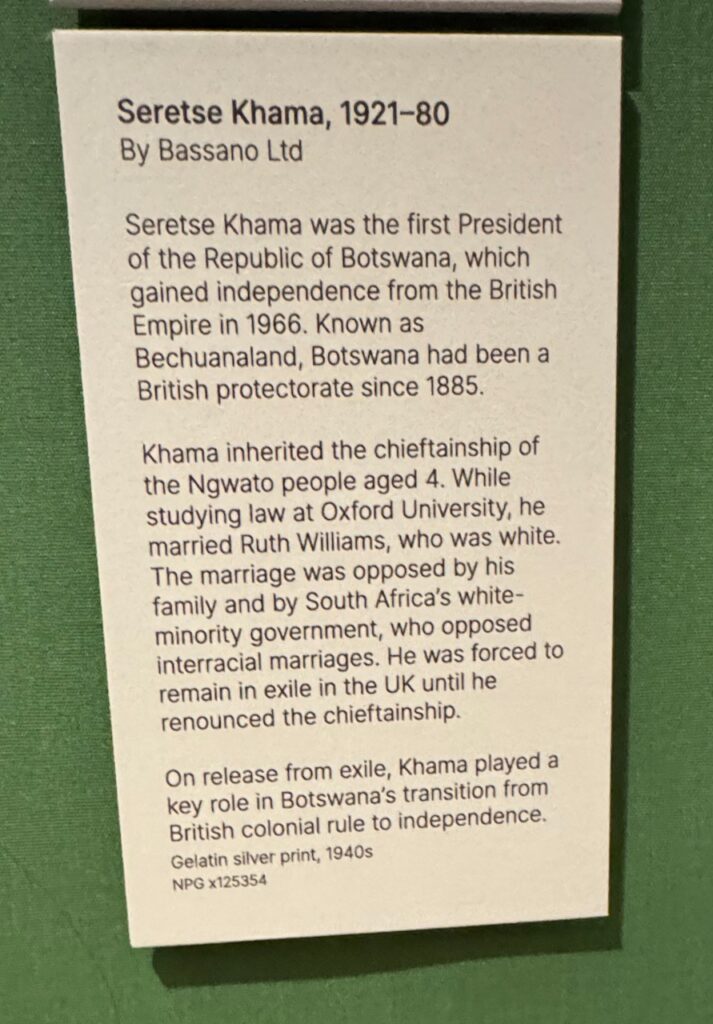 Seretse Khama, 1921–80
By Bassano Ltd
Seretse Khama was the first President
of the Republic of Botswana, which
gained independence from the British
Empire in 1966. Known as
Bechuanaland, Botswana had been a
British protectorate since 1885.
Khama inherited the chieftainship of
the Ngwato people aged 4. While
studying law at Oxford University, he
married Ruth Williams, who was white.
The marriage was opposed by his
family and by South Africa's white-
minority government, who opposed
interracial marriages. He was forced to
remain in exile in the UK until he
renounced the chieftainship.
On release from exile, Khama played a
key role in Botswana's transition from
British colonial rule to independence.
Gelatin silver print, 1940s
NPG x125354